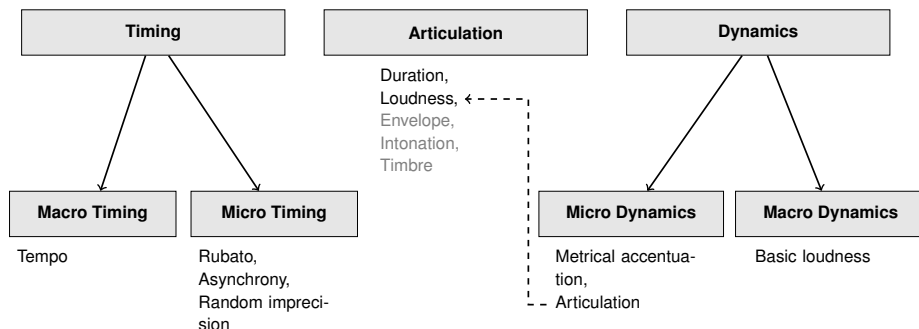 Timing
Articulation
Dynamics
Duration,
Loudness,
Envelope,
Intonation,
Timbre
Macro Timing
Micro Timing
Micro Dynamics
Macro Dynamics
Tempo
Rubato,
Asynchrony,
Random impreci-
sion
Metrical accentua-
tion,
Articulation
Basic loudness